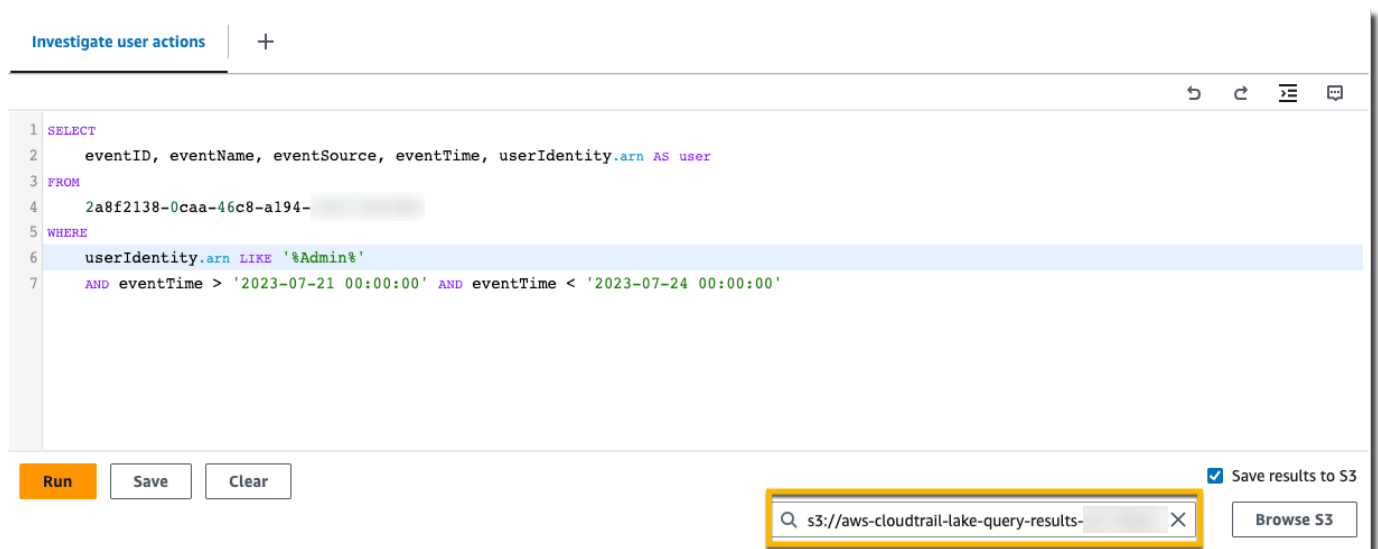 Investigate user actions
1 SELECT
2 eventID, eventName, eventSource, eventTime, userIdentity.arn AS user
3 FROM
4 2a8f2138-0caa-46c8-a194-
5 WHERE
6 userIdentity.arn LIKE '%Admin%'
7 AND eventTime > '2023-07-21 00:00:00' AND eventTime < '2023-07-24 00:00:00'
Run Save Clear
Save results to S3
s3://aws-cloudtrail-lake-query-results-
Browse S3